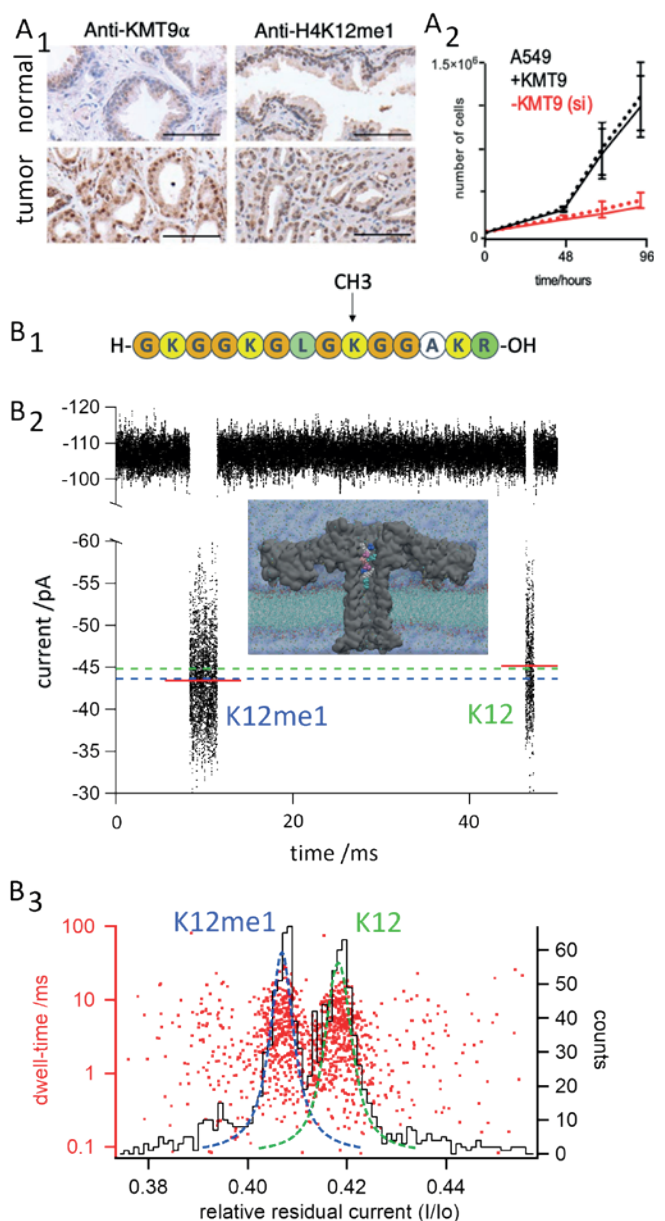 A1
Anti-KMT9α
Anti-H4K12me1
normal
tumor
A2
1.5×10⁶
A549
+KMT9
-KMT9 (si)
number of cells
0
0
48
96
time/hours
CH3
B1
H-GKGGKGLGKGGAKR-OH
B2
-120
-110
-100
-60
-55
-50
-45
-40
-35
-30
current /pA
K12me1
K12
0
20
40
time /ms
B3
K12me1
K12
100
10
1
0.1
dwell-time /ms
60
50
40
30
20
10
0
counts
0.38
0.40
0.42
0.44
relative residual current (I/Io)